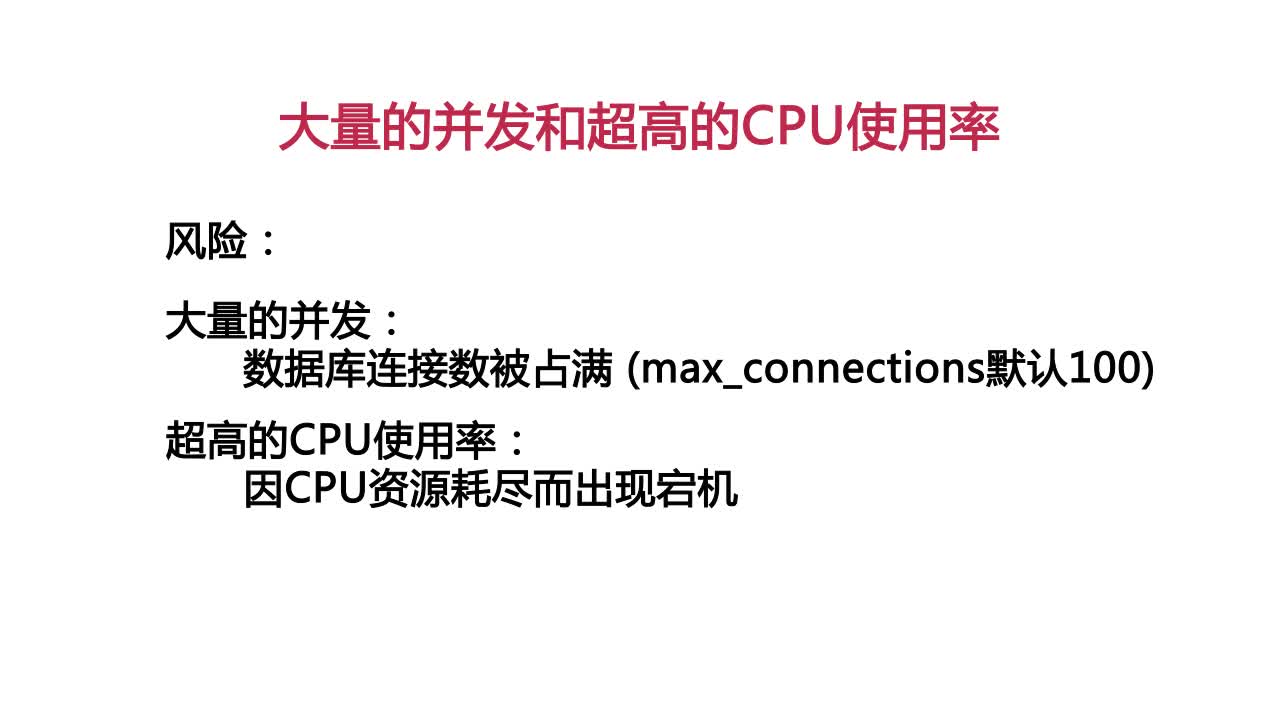 大量的并发和超高的CPU使用率
风险：
大量的并发：
数据库连接数被占满 (max_connections默认100)
超高的CPU使用率：
因CPU资源耗尽而出现宕机